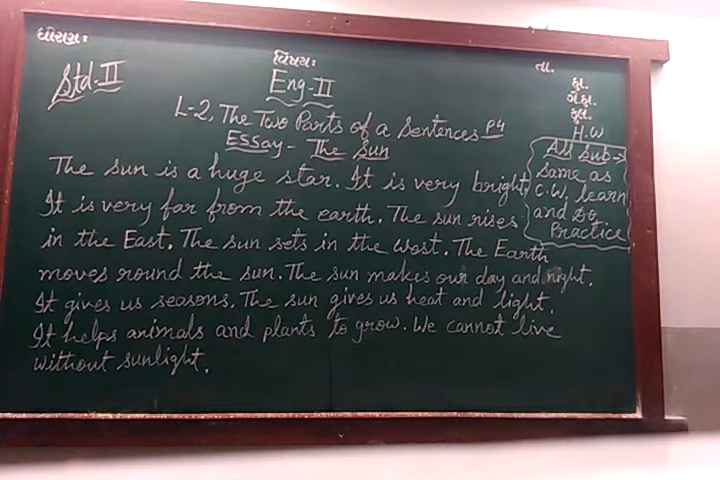 ધોરણઃ
Std-II
વિષયઃ
Eng-II
તા.
હા.
ગેહા.
કુલ.
L-2, The Two Parts of a Sentences P4
ESSay - The Sun
The sun is a huge star. It is very bright,
It is very far from the earth. The sun rises
in the East. The sun sets in the West. The Earth
moves round the sun. The sun makes our day and night.
It gives us seasons. The sun gives us heat and light.
It helps animals and plants to grow. We cannot live
without sunlight.
H.W
All sub→
Same as
C.W, learn
and do
Practice